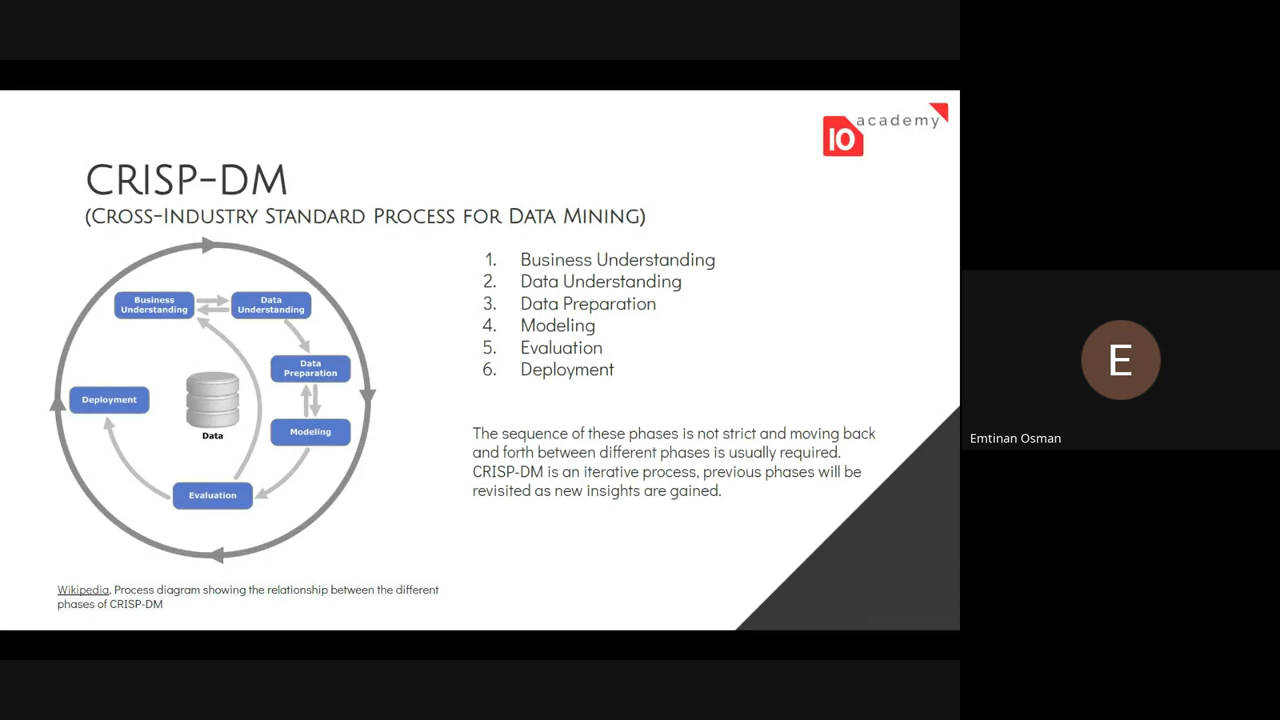 academy
10
CRISP-DM
(Cross-Industry Standard Process for Data Mining)
Business
Understanding
Data
Understanding
Data
Preparation
Modeling
Evaluation
Deployment
Data
1. Business Understanding
2. Data Understanding
3. Data Preparation
4. Modeling
5. Evaluation
6. Deployment
The sequence of these phases is not strict and moving back
and forth between different phases is usually required.
CRISP-DM is an iterative process, previous phases will be
revisited as new insights are gained.
Wikipedia, Process diagram showing the relationship between the different
phases of CRISP-DM
E
Emtinan Osman